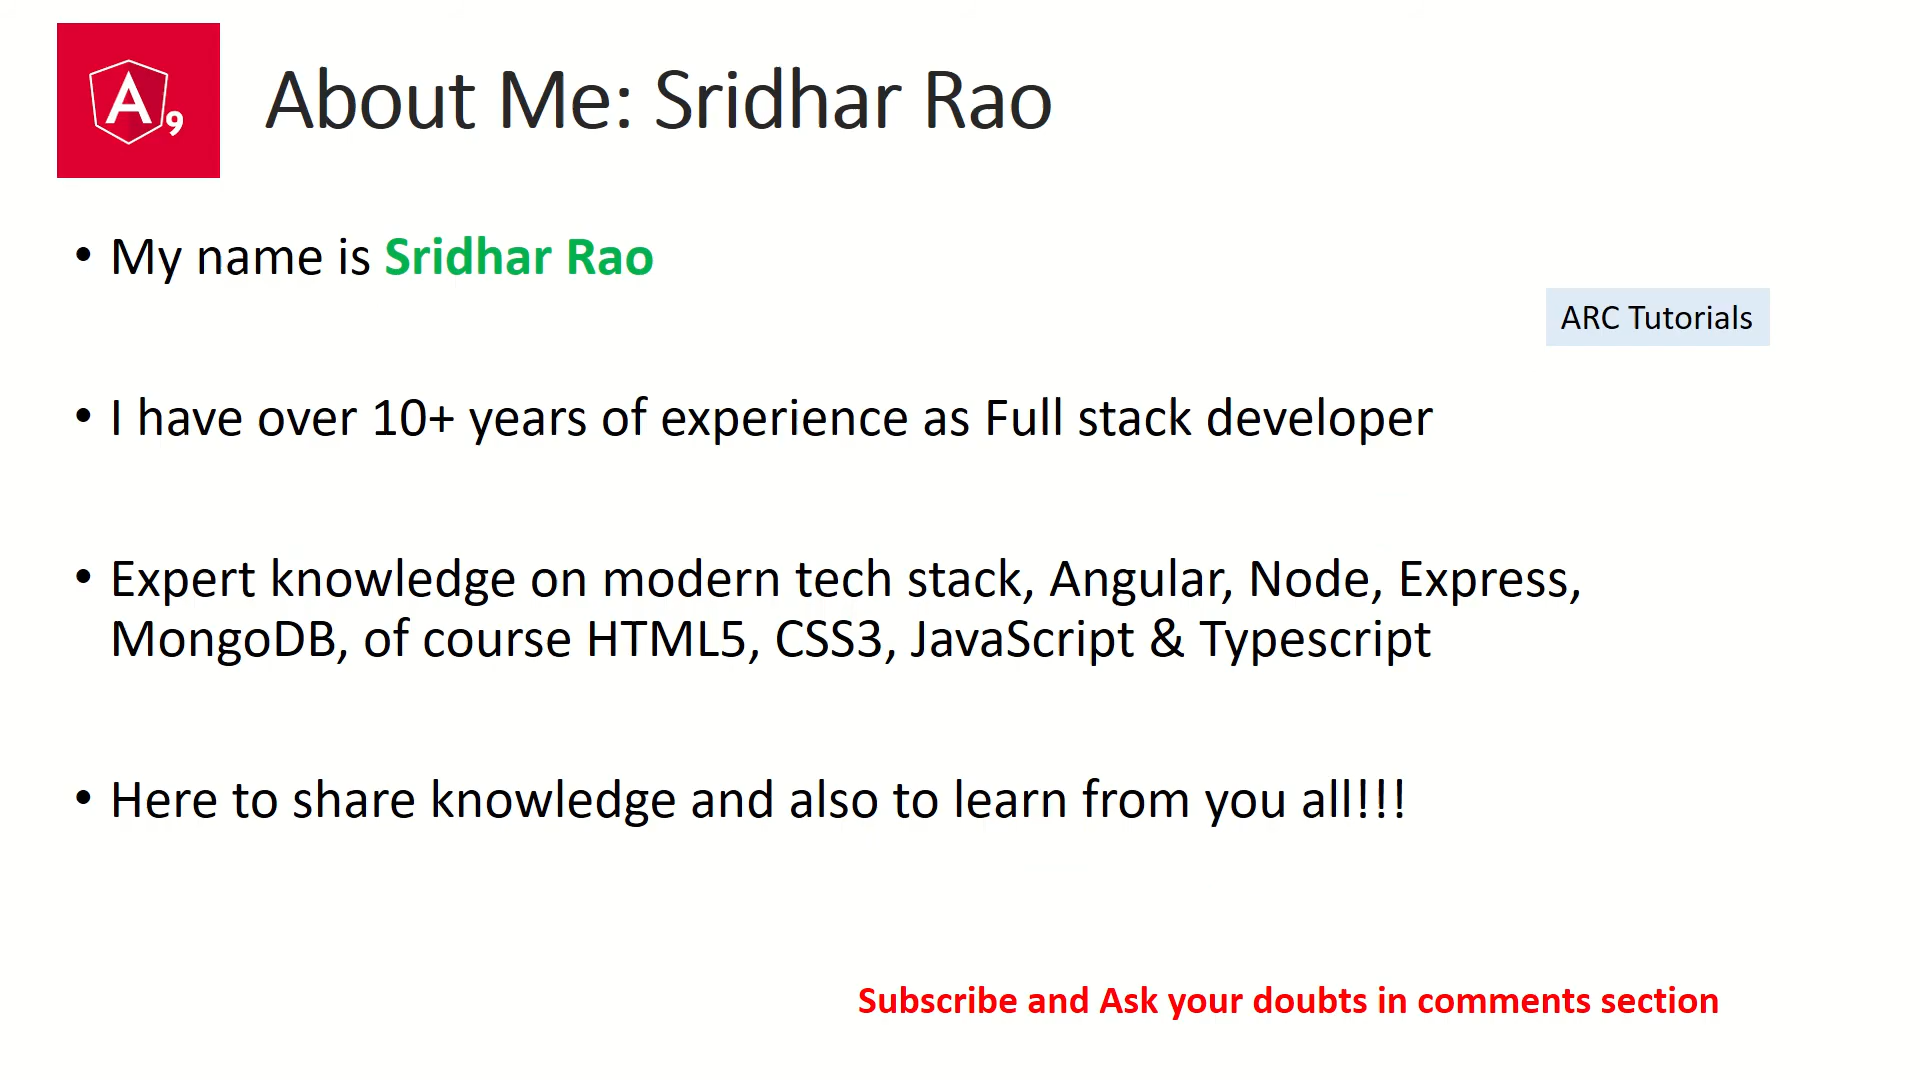 A9
About Me: Sridhar Rao
• My name is Sridhar Rao
ARC Tutorials
• I have over 10+ years of experience as Full stack developer
• Expert knowledge on modern tech stack, Angular, Node, Express,
MongoDB, of course HTML5, CSS3, JavaScript & Typescript
• Here to share knowledge and also to learn from you all!!!
Subscribe and Ask your doubts in comments section